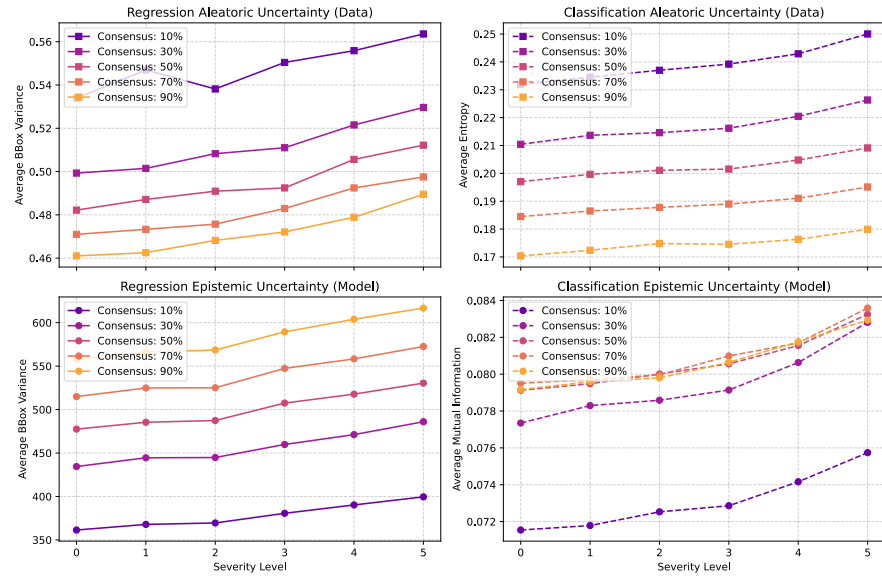 Regression Aleatoric Uncertainty (Data)
Classification Aleatoric Uncertainty (Data)
Average BBox Variance
0.56
0.54
0.52
0.50
0.48
0.46
Consensus: 10%
Consensus: 30%
Consensus: 50%
Consensus: 70%
Consensus: 90%
Average Entropy
0.25
0.24
0.23
0.22
0.21
0.20
0.19
0.18
0.17
Consensus: 10%
Consensus: 30%
Consensus: 50%
Consensus: 70%
Consensus: 90%
Regression Epistemic Uncertainty (Model)
Classification Epistemic Uncertainty (Model)
Average BBox Variance
600
550
500
450
400
350
Consensus: 10%
Consensus: 30%
Consensus: 50%
Consensus: 70%
Consensus: 90%
0 1 2 3 4 5
Severity Level
Average Mutual Information
0.084
0.082
0.080
0.078
0.076
0.074
0.072
Consensus: 10%
Consensus: 30%
Consensus: 50%
Consensus: 70%
Consensus: 90%
0 1 2 3 4 5
Severity Level